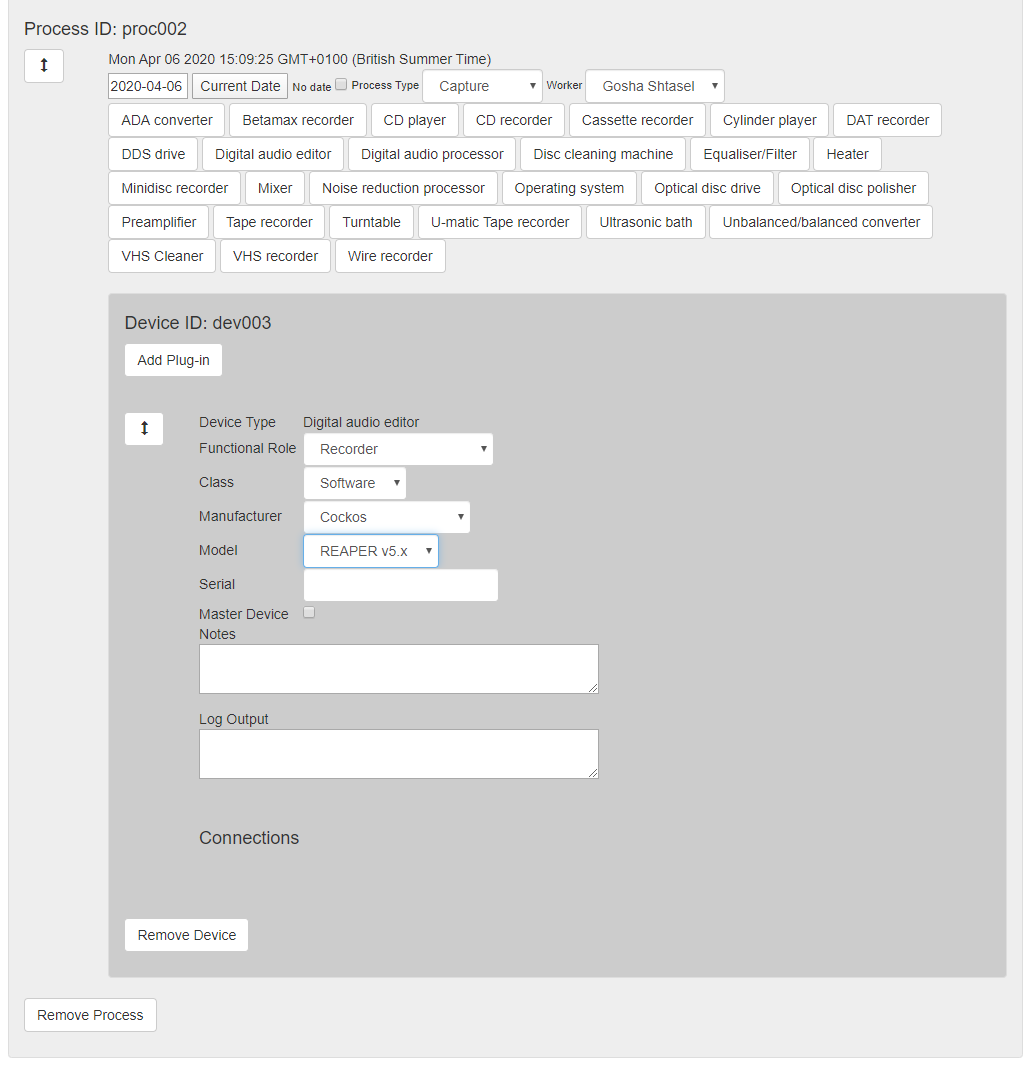 Process ID: proc002
Mon Apr 06 2020 15:09:25 GMT+0100 (British Summer Time)
2020-04-06 Current Date No date Process Type Capture Worker Gosha Shtasel
ADA converter Betamax recorder CD player CD recorder Cassette recorder Cylinder player DAT recorder
DDS drive Digital audio editor Digital audio processor Disc cleaning machine Equaliser/Filter Heater
Minidisc recorder Mixer Noise reduction processor Operating system Optical disc drive Optical disc polisher
Preamplifier Tape recorder Turntable U-matic Tape recorder Ultrasonic bath Unbalanced/balanced converter
VHS Cleaner VHS recorder Wire recorder
Device ID: dev003
Add Plug-in
Device Type Digital audio editor
Functional Role Recorder
Class Software
Manufacturer Cockos
Model REAPER v5.x
Serial
Master Device
Notes
Log Output
Connections
Remove Device
Remove Process